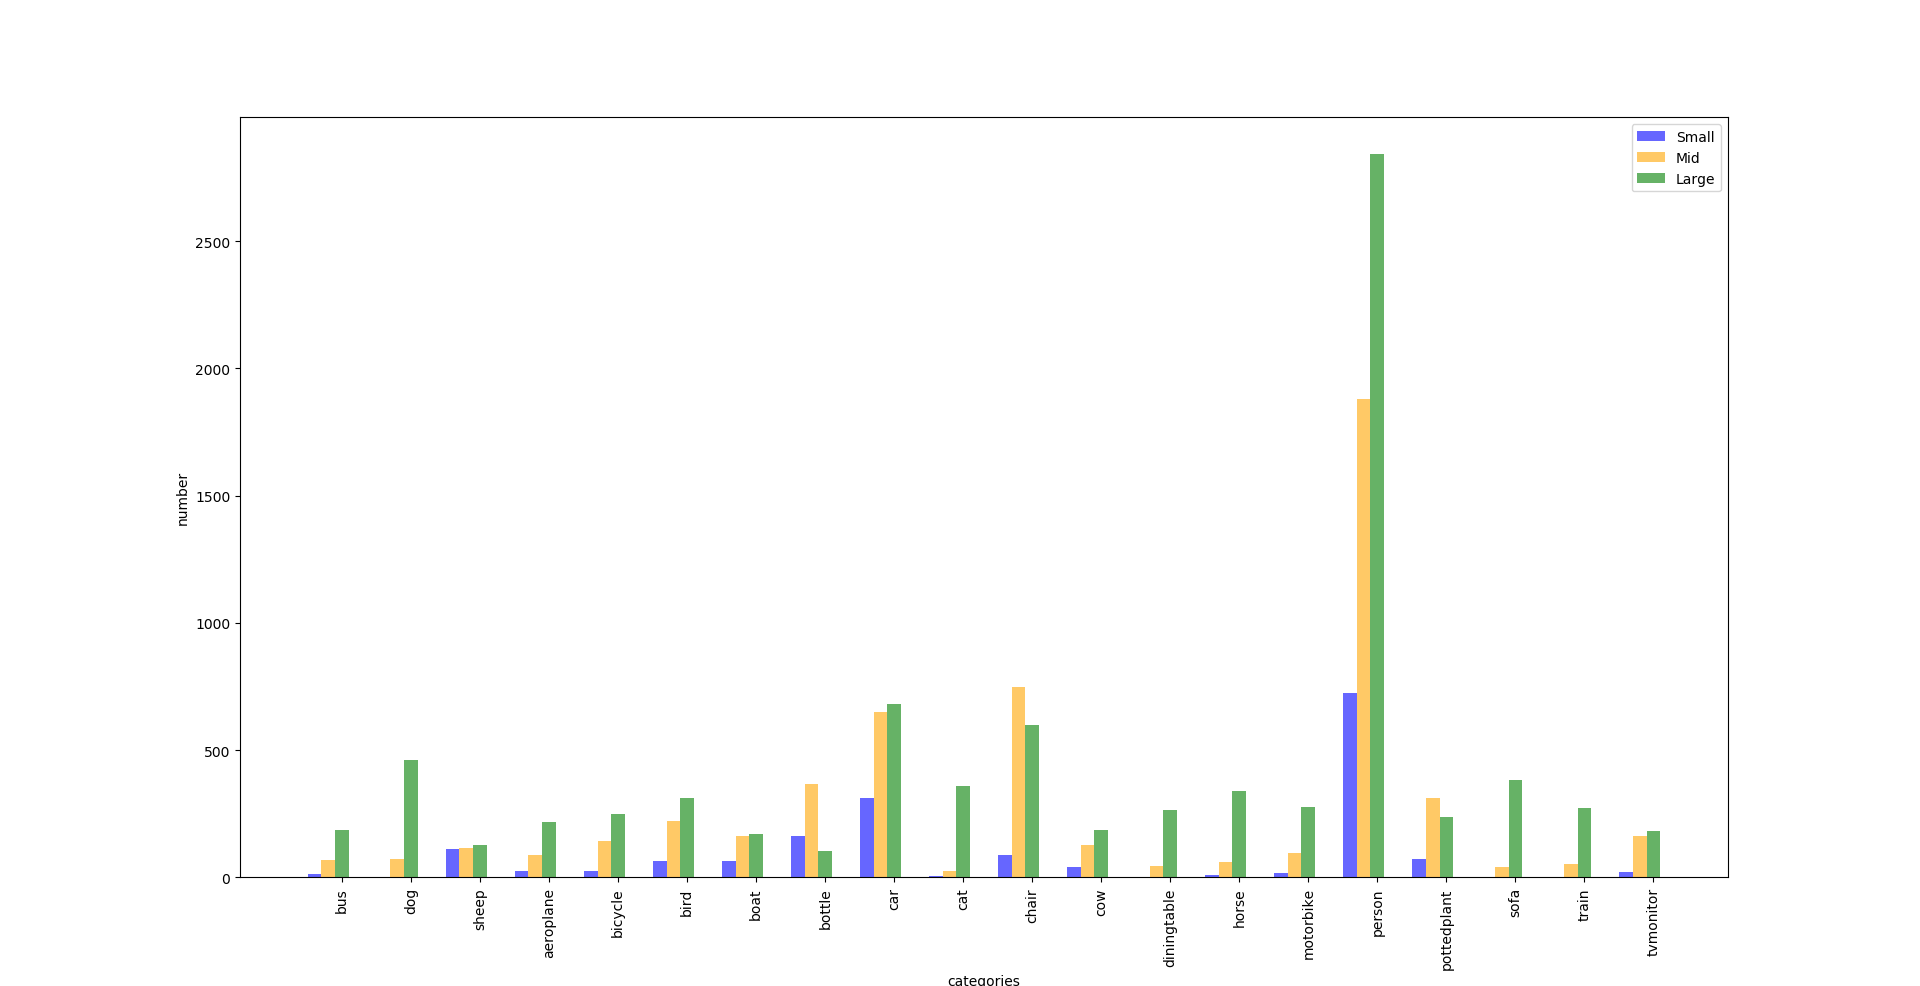 Small
Mid
Large
2500
2000
1500
1000
500
0
number
bus
dog
sheep
aeroplane
bicycle
bird
boat
bottle
car
cat
chair
cow
diningtable
horse
motorbike
person
pottedplant
sofa
train
tvmonitor
categories